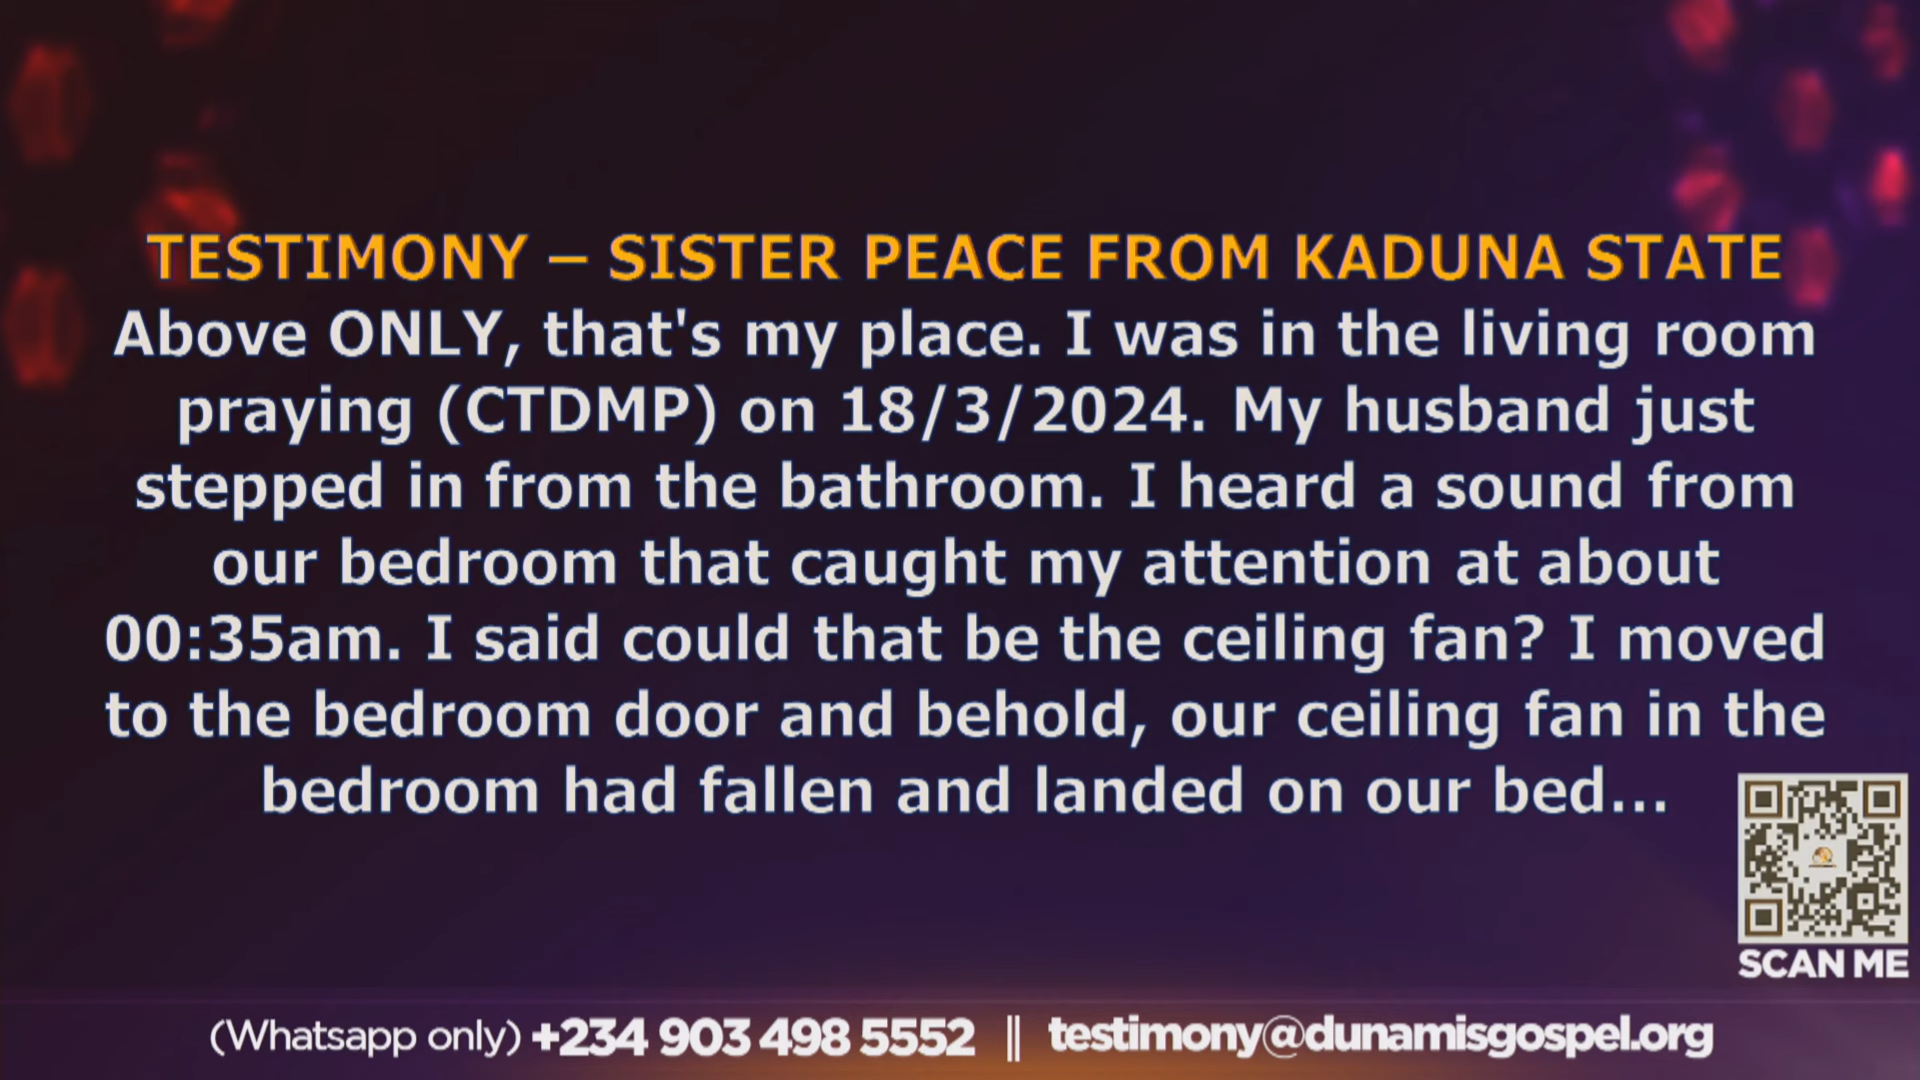 TESTIMONY – SISTER PEACE FROM KADUNA STATE
Above ONLY, that's my place. I was in the living room
praying (CTDMP) on 18/3/2024. My husband just
stepped in from the bathroom. I heard a sound from
our bedroom that caught my attention at about
00:35am. I said could that be the ceiling fan? I moved
to the bedroom door and behold, our ceiling fan in the
bedroom had fallen and landed on our bed...
SCAN ME
(Whatsapp only) +234 903 498 5552 || testimony@dunamisgospel.org